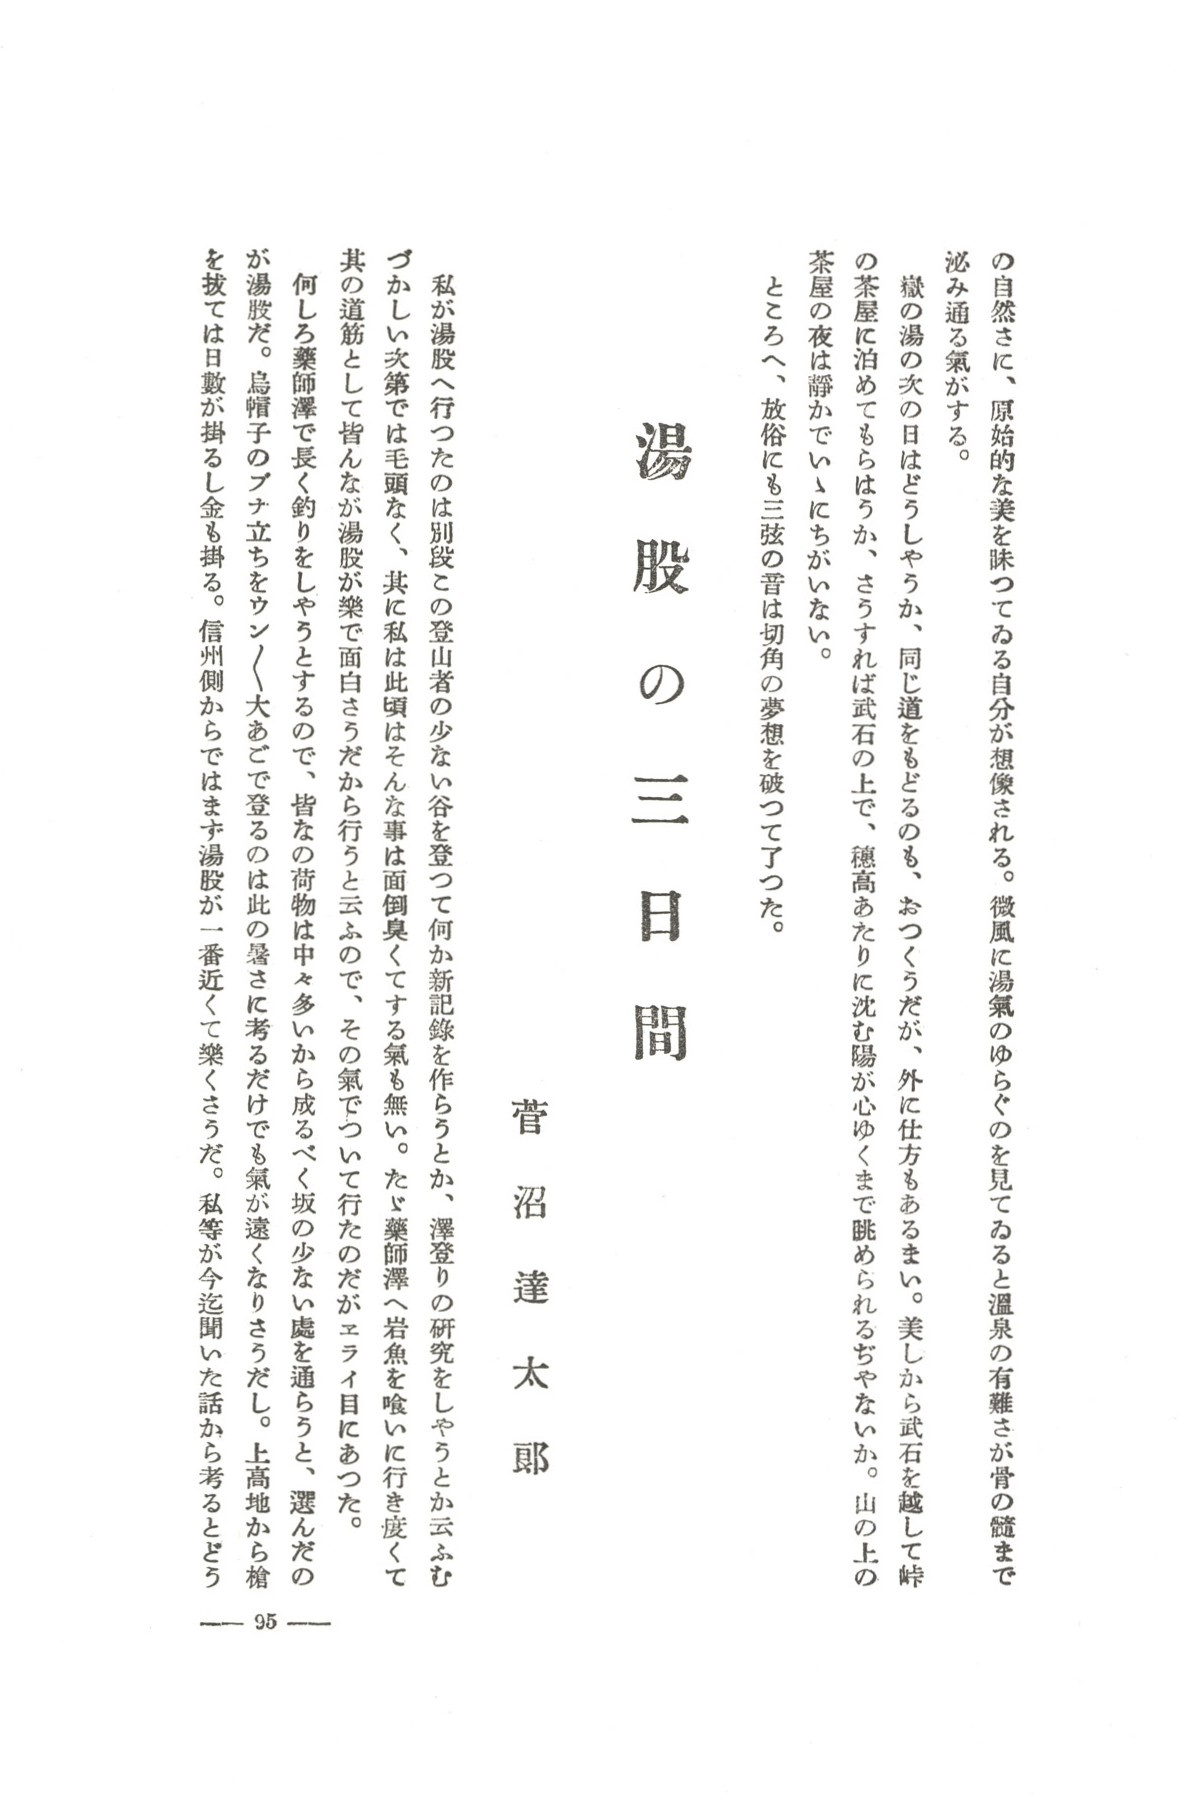 の自然さに、原始的な美を味つてゐる自分が想像される。微風に湯氣のゆらぐのを見てゐると溫泉の有難さが骨の髓まで
泌み通る氣がする。
嶽の湯の次の日はどうしやうか、同じ道をもどるのも、おつくうだが、外に仕方もあるまい。美しから武石を越して峠
の茶屋に泊めてもらはうか、さうすれば武石の上で、穗高あたりに沈む陽が心ゆくまで眺められるぢやないか。山の上の
茶屋の夜は靜かでいゝにちがいない。
ところへ、放俗にも三弦の音は切角の夢想を破つて了つた。
湯股の三日間
菅沼達太郞
私が湯股へ行つたのは別段この登山者の少ない谷を登つて何か新記錄を作らうとか、澤登りの硏究をしやうとか云ふむ
づかしい次第では毛頭なく、其に私は此頃はそんな事は面倒臭くてする氣も無い。たゞ藥師澤へ岩魚を喰いに行き度くて
其の道筋として皆んなが湯股が樂で面白さうだから行うと云ふので、その氣でついて行たのだがヱライ目にあつた。
何しろ藥師澤で長く釣りをしやうとするので、皆なの荷物は中々多いから成るべく坂の少ない處を通らうと、選んだの
が湯股だ。烏帽子のブナ立ちをウン〳〵大あごで登るのは此の暑さに考るだけでも氣が遠くなりさうだし。上高地から槍
を拔ては日數が掛るし金も掛る。信州側からではまず湯股が一番近くて樂くさうだ。私等が今迄聞いた話から考るとどう
— 95 —